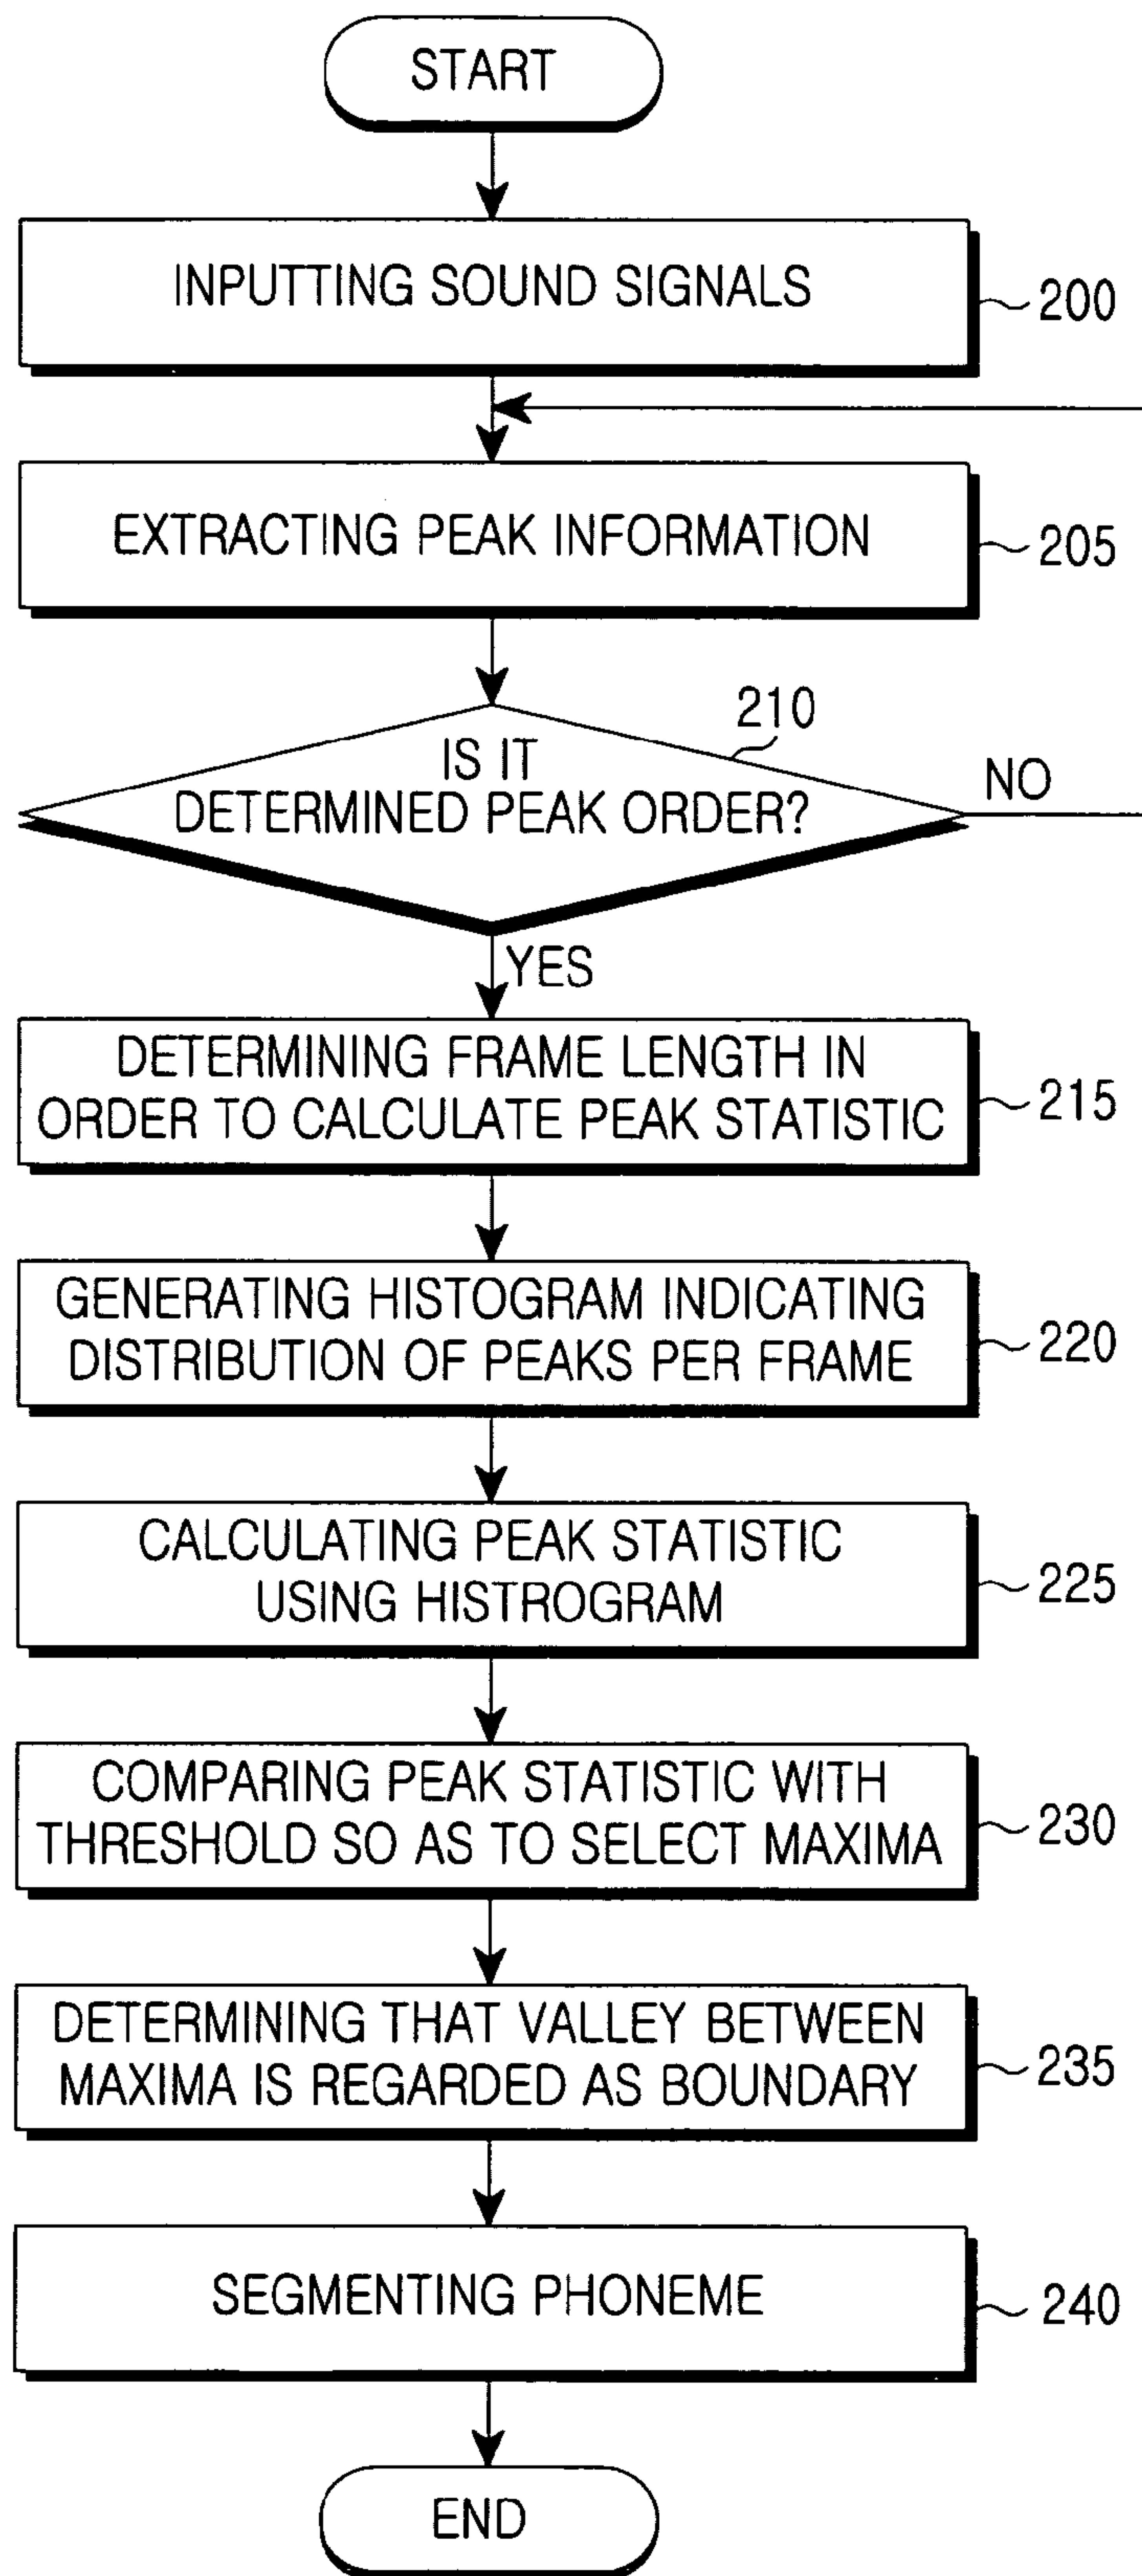 START
INPUTTING SOUND SIGNALS
200
EXTRACTING PEAK INFORMATION
205
210
IS IT
DETERMINED PEAK ORDER?
NO
YES
DETERMINING FRAME LENGTH IN
ORDER TO CALCULATE PEAK STATISTIC
215
GENERATING HISTOGRAM INDICATING
DISTRIBUTION OF PEAKS PER FRAME
220
CALCULATING PEAK STATISTIC
USING HISTROGRAM
225
COMPARING PEAK STATISTIC WITH
THRESHOLD SO AS TO SELECT MAXIMA
230
DETERMINING THAT VALLEY BETWEEN
MAXIMA IS REGARDED AS BOUNDARY
235
SEGMENTING PHONEME
240
END